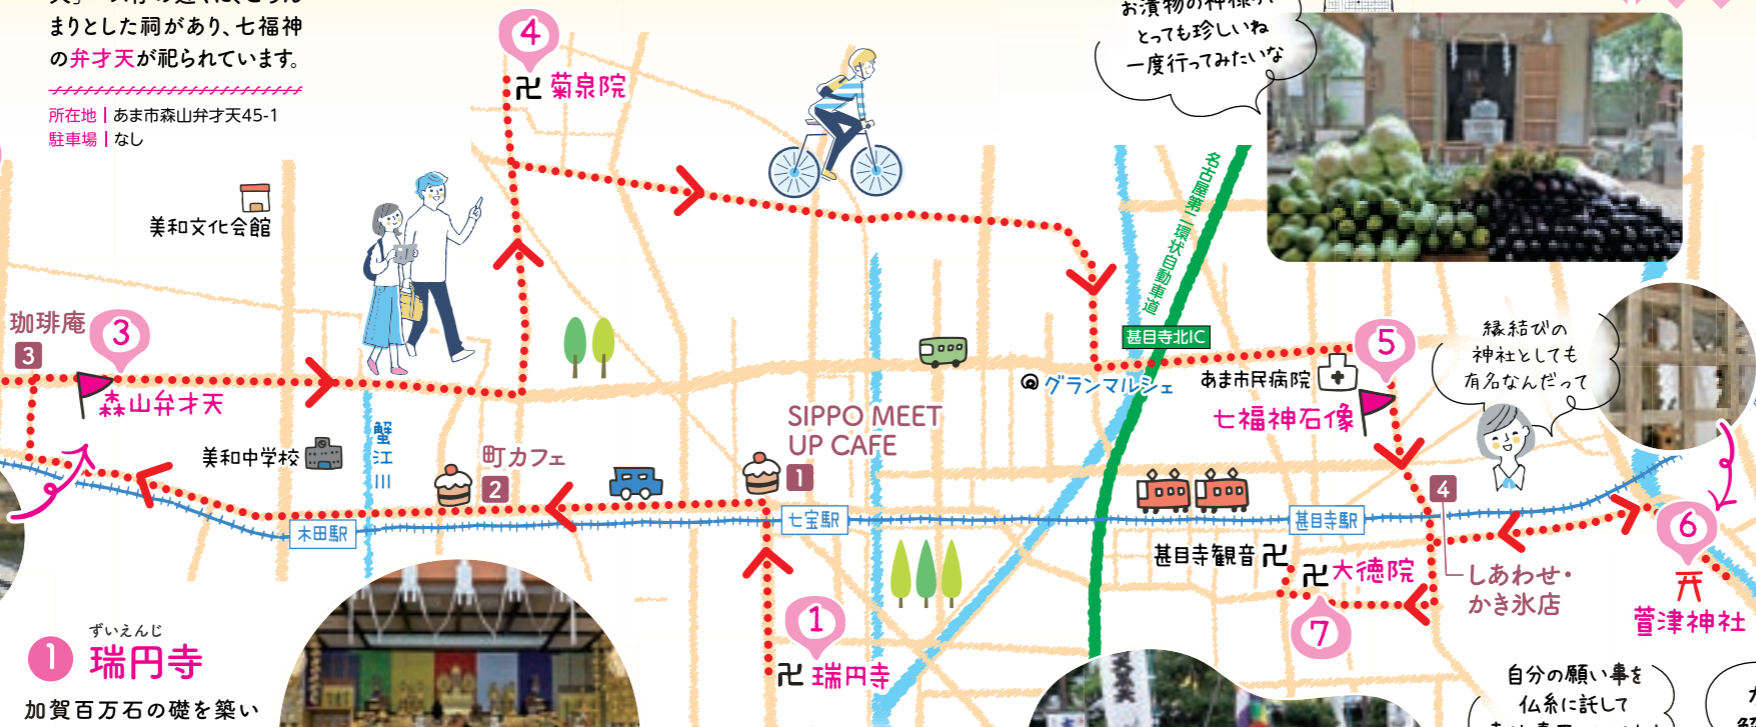 まりとした祠があり、七福神
の弁才天が祀られています。
所在地 | あま市森山弁才天45-1
駐車場 | なし
お漬物の神様が、
とっても珍しいね
一度行ってみたいな
4
卍 菊泉院
名古屋第二環状自動車道
美和文化会館
珈琲庵
3
3
森山弁才天
甚目寺北IC
グランマルシェ
あま市民病院
5
七福神石像
縁結びの
神社としても
有名なんだって
蟹江川
美和中学校
町カフェ
2
SIPPO MEET
UP CAFE
1
4
木田駅
七宝駅
甚目寺駅
6
甚目寺観音 卍
卍 大徳院
しあわせ・
かき氷店
萱津神社
7
1
卍 瑞円寺
ずいえんじ
1 瑞円寺
加賀百万石の礎を築い
自分の願い事を
仏糸に託して